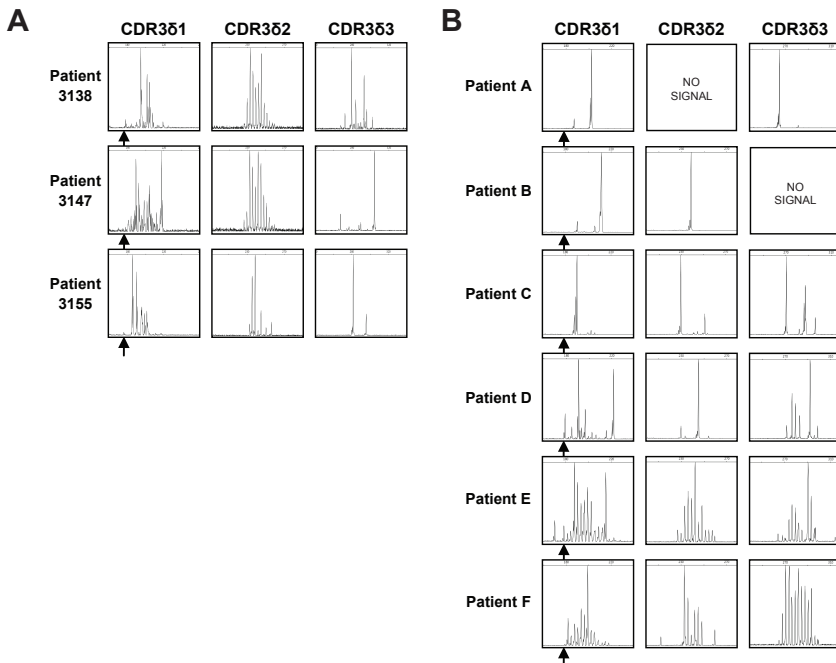 A
CDR3δ1 CDR3δ2 CDR3δ3
Patient
3138
Patient
3147
Patient
3155
B
CDR3δ1 CDR3δ2 CDR3δ3
Patient A
NO
SIGNAL
Patient B
NO
SIGNAL
Patient C
Patient D
Patient E
Patient F